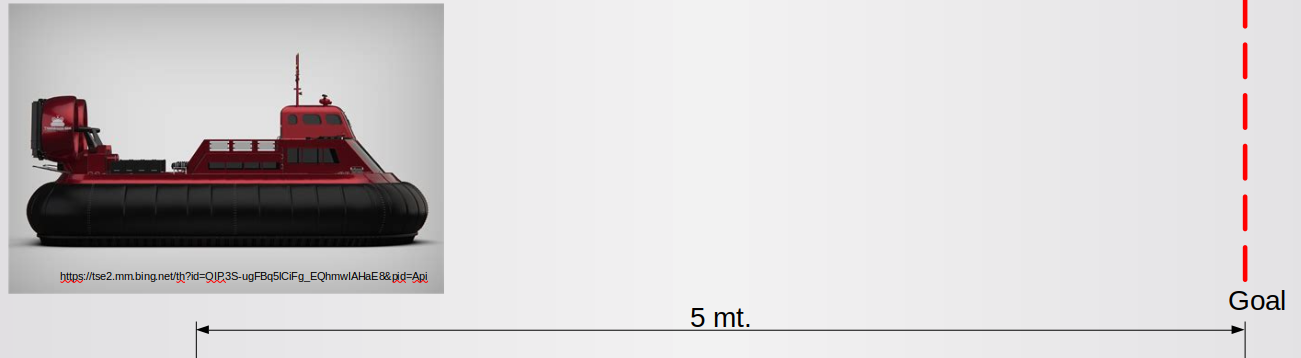 https://tse2.mm.bing.net/th?id=OIP.3S-ugFBq5lCiFg_EQhmwIAHaE8&pid=Api
Goal
5 mt.